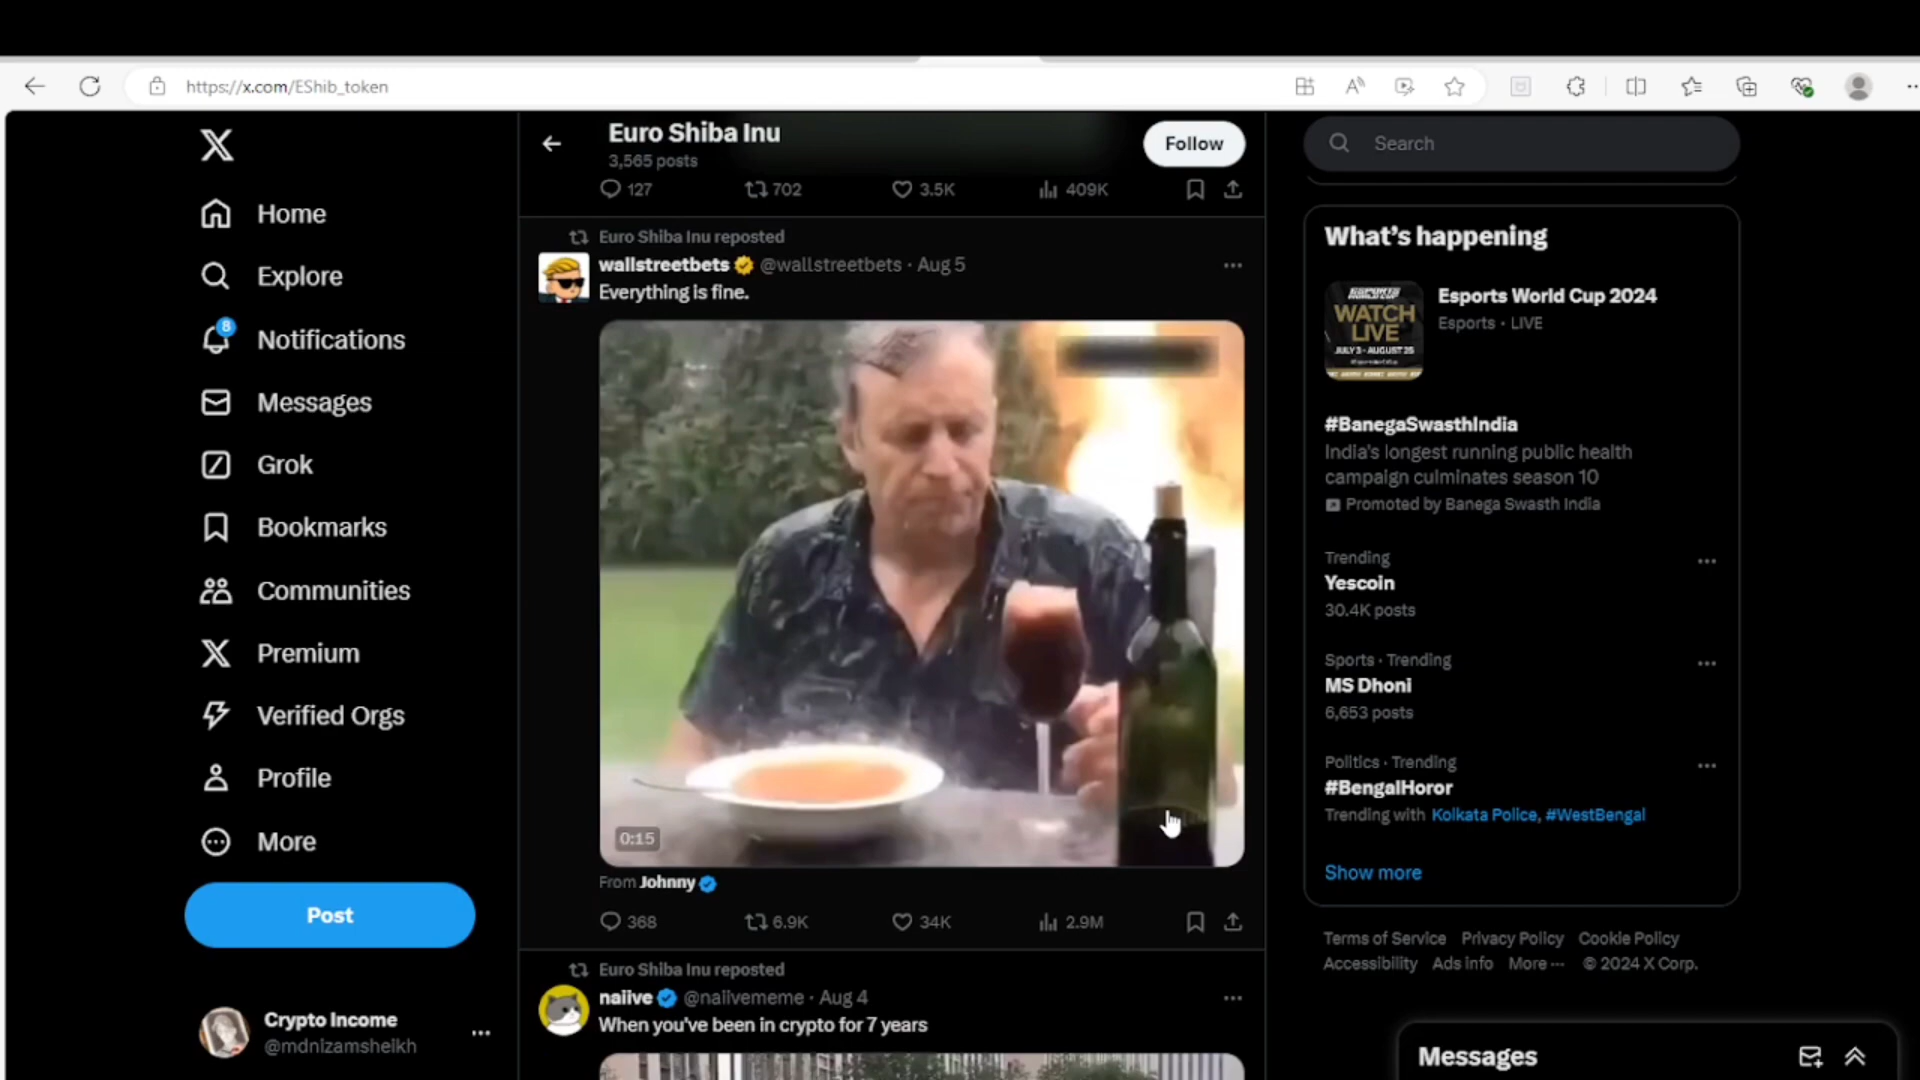 https://x.com/EShib_token
Euro Shiba Inu
3,565 posts
Follow
Search
127 702 3.5K 409K
Home
Explore
8
Notifications
Messages
Grok
Bookmarks
Communities
Premium
Verified Orgs
Profile
More
Post
Crypto Income
@mdnizamsheikh
Euro Shiba Inu reposted
wallstreetbets @wallstreetbets · Aug 5
Everything is fine.
0:15
From Johnny
368 6.9K 34K 2.9M
Euro Shiba Inu reposted
naiive @naiivememe · Aug 4
When you've been in crypto for 7 years
What's happening
ESPORTS
WATCH
LIVE
JULY 3 - AUGUST 25
Esports World Cup 2024
Esports · LIVE
#BanegaSwasthIndia
India's longest running public health
campaign culminates season 10
Promoted by Banega Swasth India
Trending
Yescoin
30.4K posts
Sports · Trending
MS Dhoni
6,653 posts
Politics · Trending
#BengalHoror
Trending with Kolkata Police, #WestBengal
Show more
Terms of Service Privacy Policy Cookie Policy
Accessibility Ads info More ··· © 2024 X Corp.
Messages